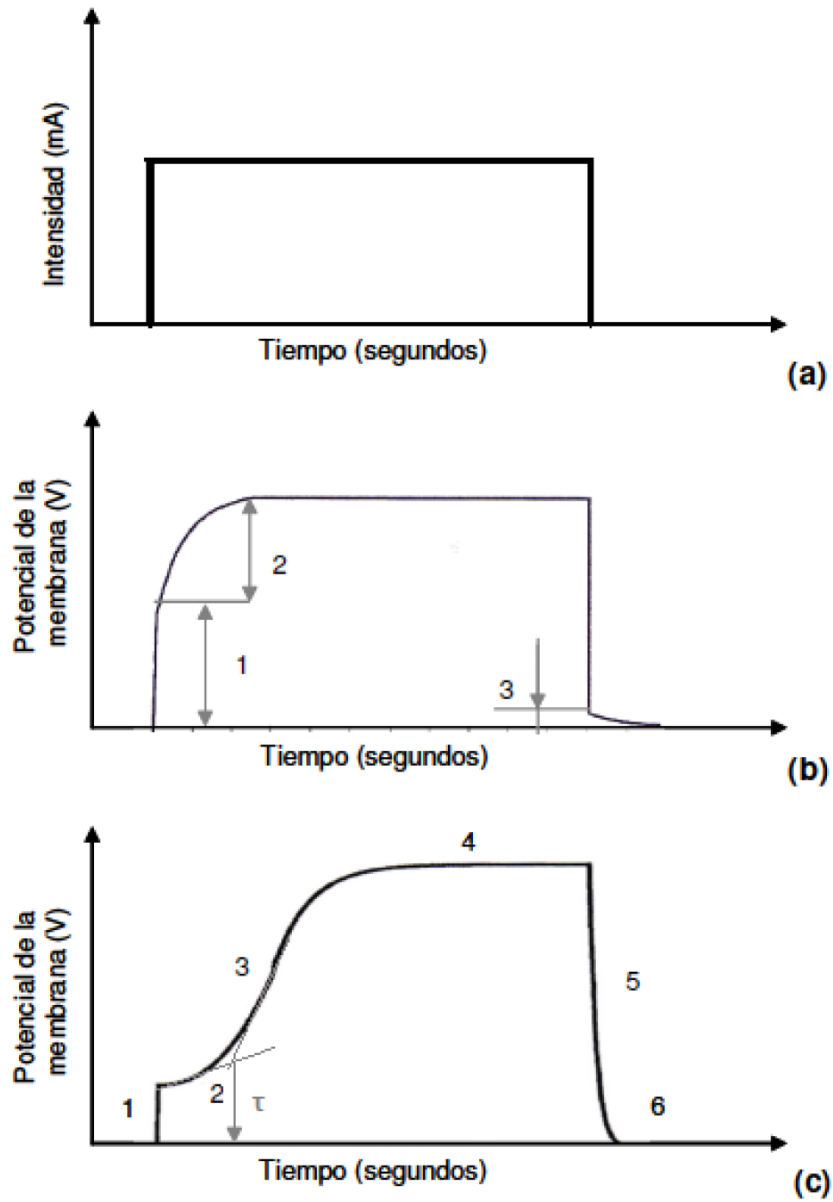 Intensidad (mA)
Tiempo (segundos)
(a)
Potencial de la
membrana (V)
2
1
3
Tiempo (segundos)
(b)
Potencial de la
membrana (V)
4
3
5
2
1
τ
6
Tiempo (segundos)
(c)